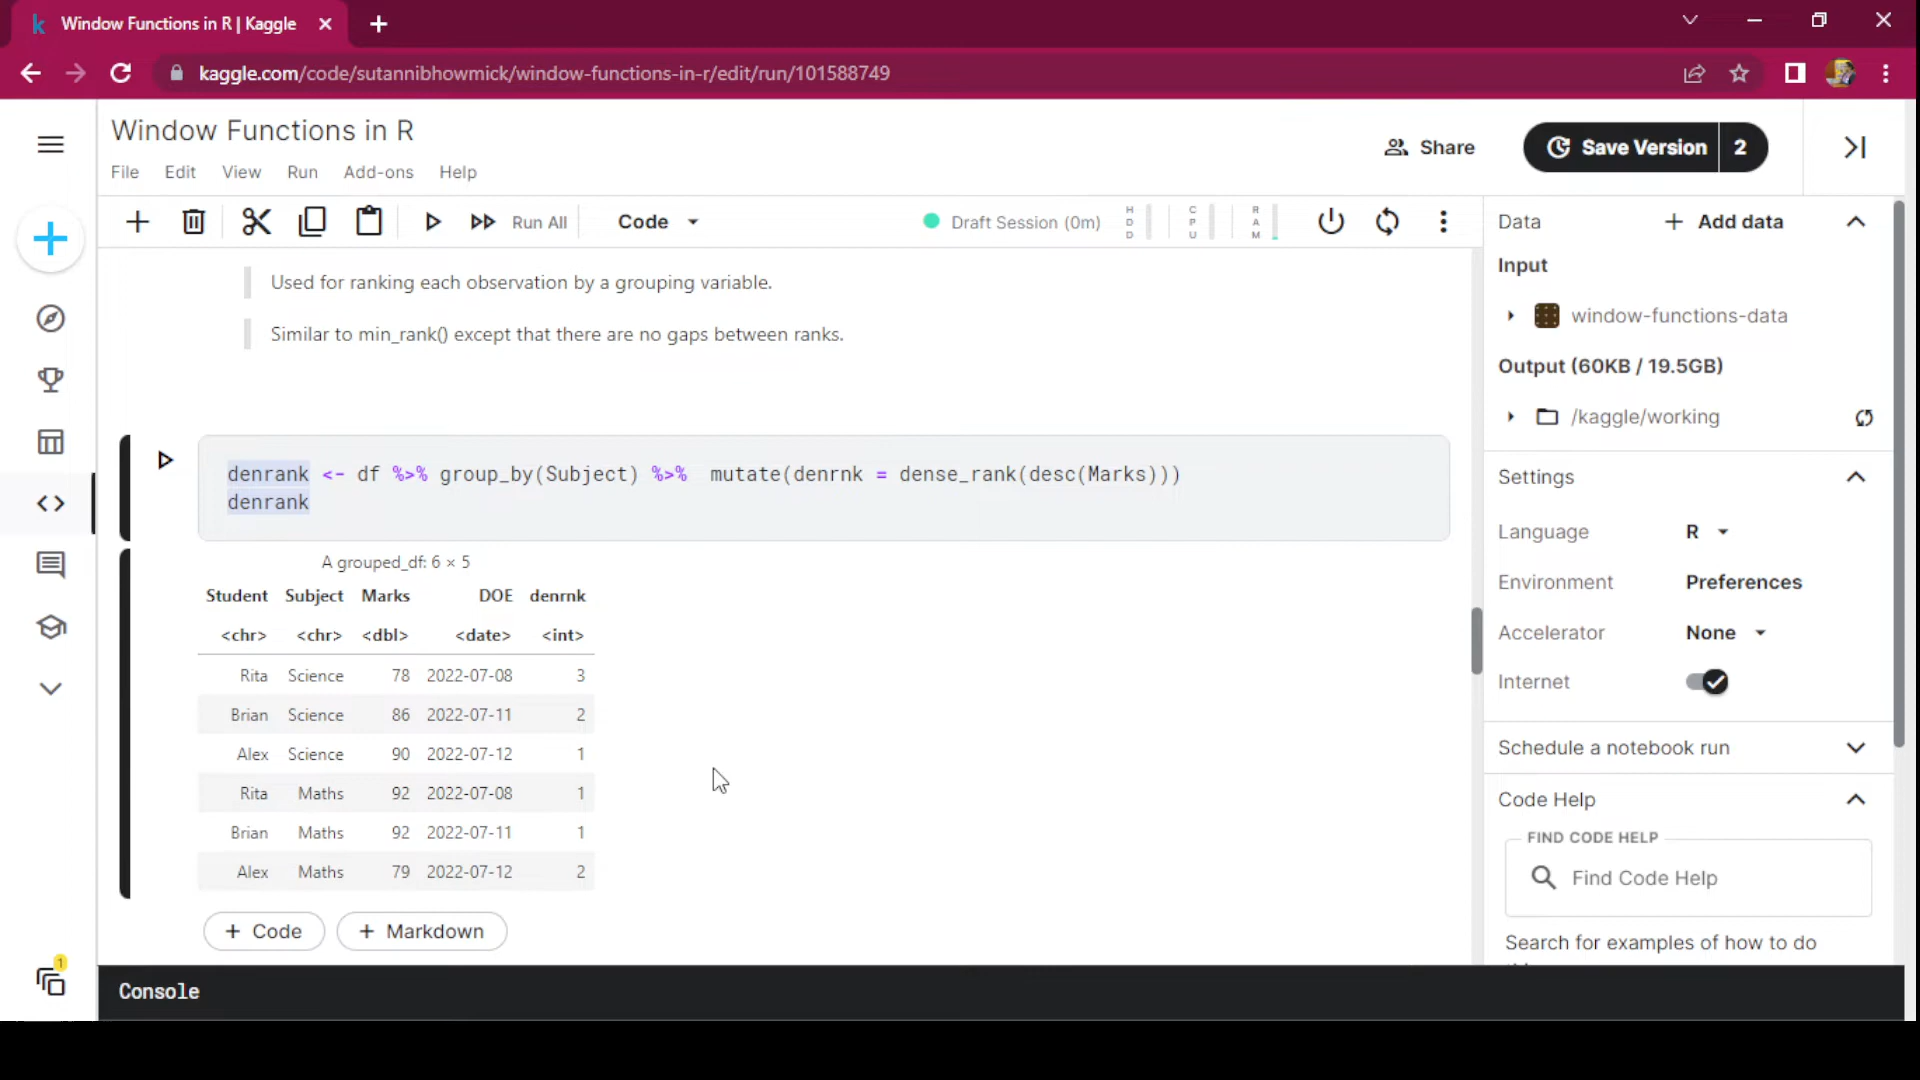 Window Functions in R | Kaggle
kaggle.com/code/sutannibhowmick/window-functions-in-r/edit/run/101588749
Window Functions in R
File Edit View Run Add-ons Help
Share
Save Version 2
Run All
Code
Draft Session (0m)
HDD
CPU
RAM
Used for ranking each observation by a grouping variable.
Similar to min_rank() except that there are no gaps between ranks.
denrank <- df %>% group_by(Subject) %>%  mutate(denrnk = dense_rank(desc(Marks)))
denrank
A grouped_df: 6 × 5
Student Subject Marks DOE denrnk
<chr> <chr> <dbl> <date> <int>
Rita Science 78 2022-07-08 3
Brian Science 86 2022-07-11 2
Alex Science 90 2022-07-12 1
Rita Maths 92 2022-07-08 1
Brian Maths 92 2022-07-11 1
Alex Maths 79 2022-07-12 2
+ Code + Markdown
Console
1
Data + Add data
Input
window-functions-data
Output (60KB / 19.5GB)
/kaggle/working
Settings
Language R
Environment Preferences
Accelerator None
Internet
Schedule a notebook run
Code Help
FIND CODE HELP
Find Code Help
Search for examples of how to do